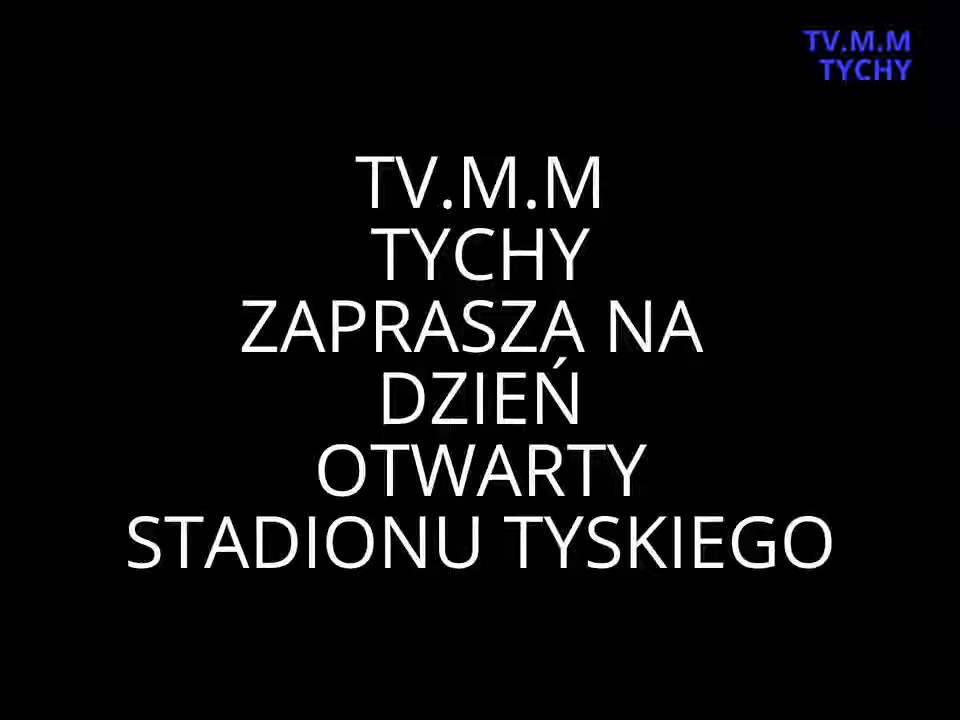 TV.M.M
TYCHY
TV.M.M
TYCHY
ZAPRASZA NA
DZIEŃ
OTWARTY
STADIONU TYSKIEGO